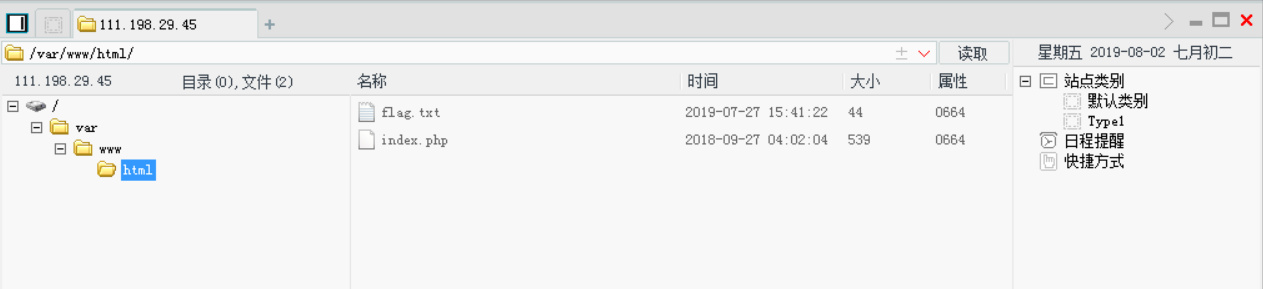 111.198.29.45
/var/www/html/ 读取 星期五 2019-08-02 七月初二
111.198.29.45 目录(0),文件(2) 名称 时间 大小 属性
/
var
www
html
flag.txt 2019-07-27 15:41:22 44 0664
index.php 2018-09-27 04:02:04 539 0664
站点类别
默认类别
Type1
日程提醒
快捷方式